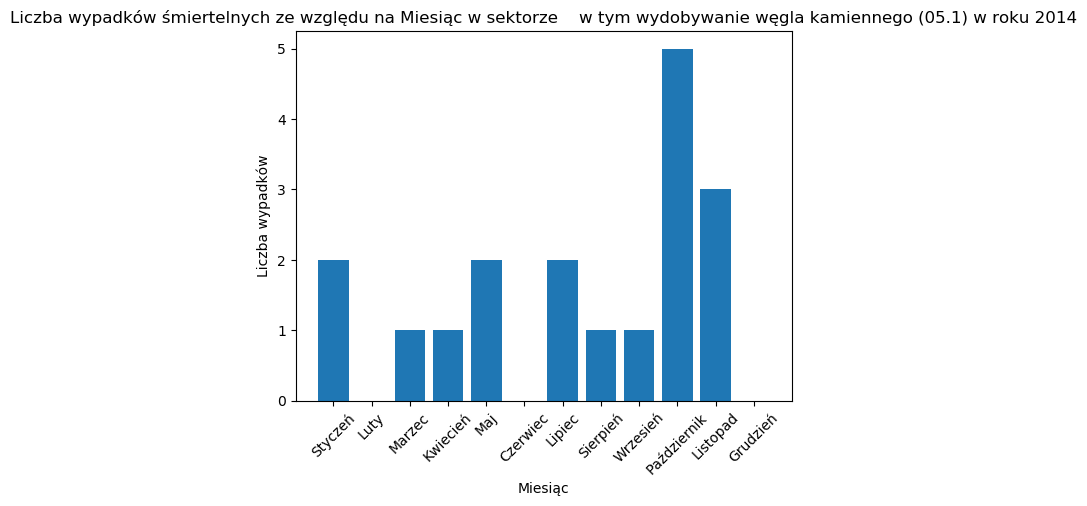 Liczba wypadków śmiertelnych ze względu na Miesiąc w sektorze    w tym wydobywanie węgla kamiennego (05.1) w roku 2014
5
4
3
2
1
0
Liczba wypadków
Styczeń
Luty
Marzec
Kwiecień
Maj
Czerwiec
Lipiec
Sierpień
Wrzesień
Październik
Listopad
Grudzień
Miesiąc